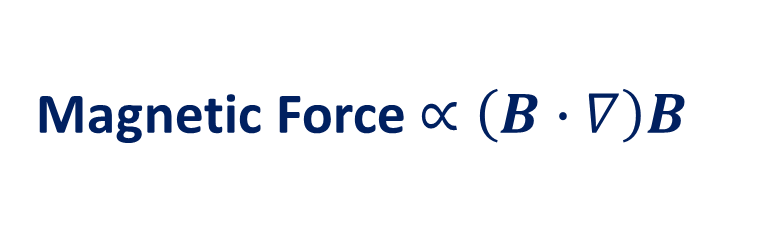 Magnetic Force ∝ (𝑩 ∙ 𝛻)𝑩